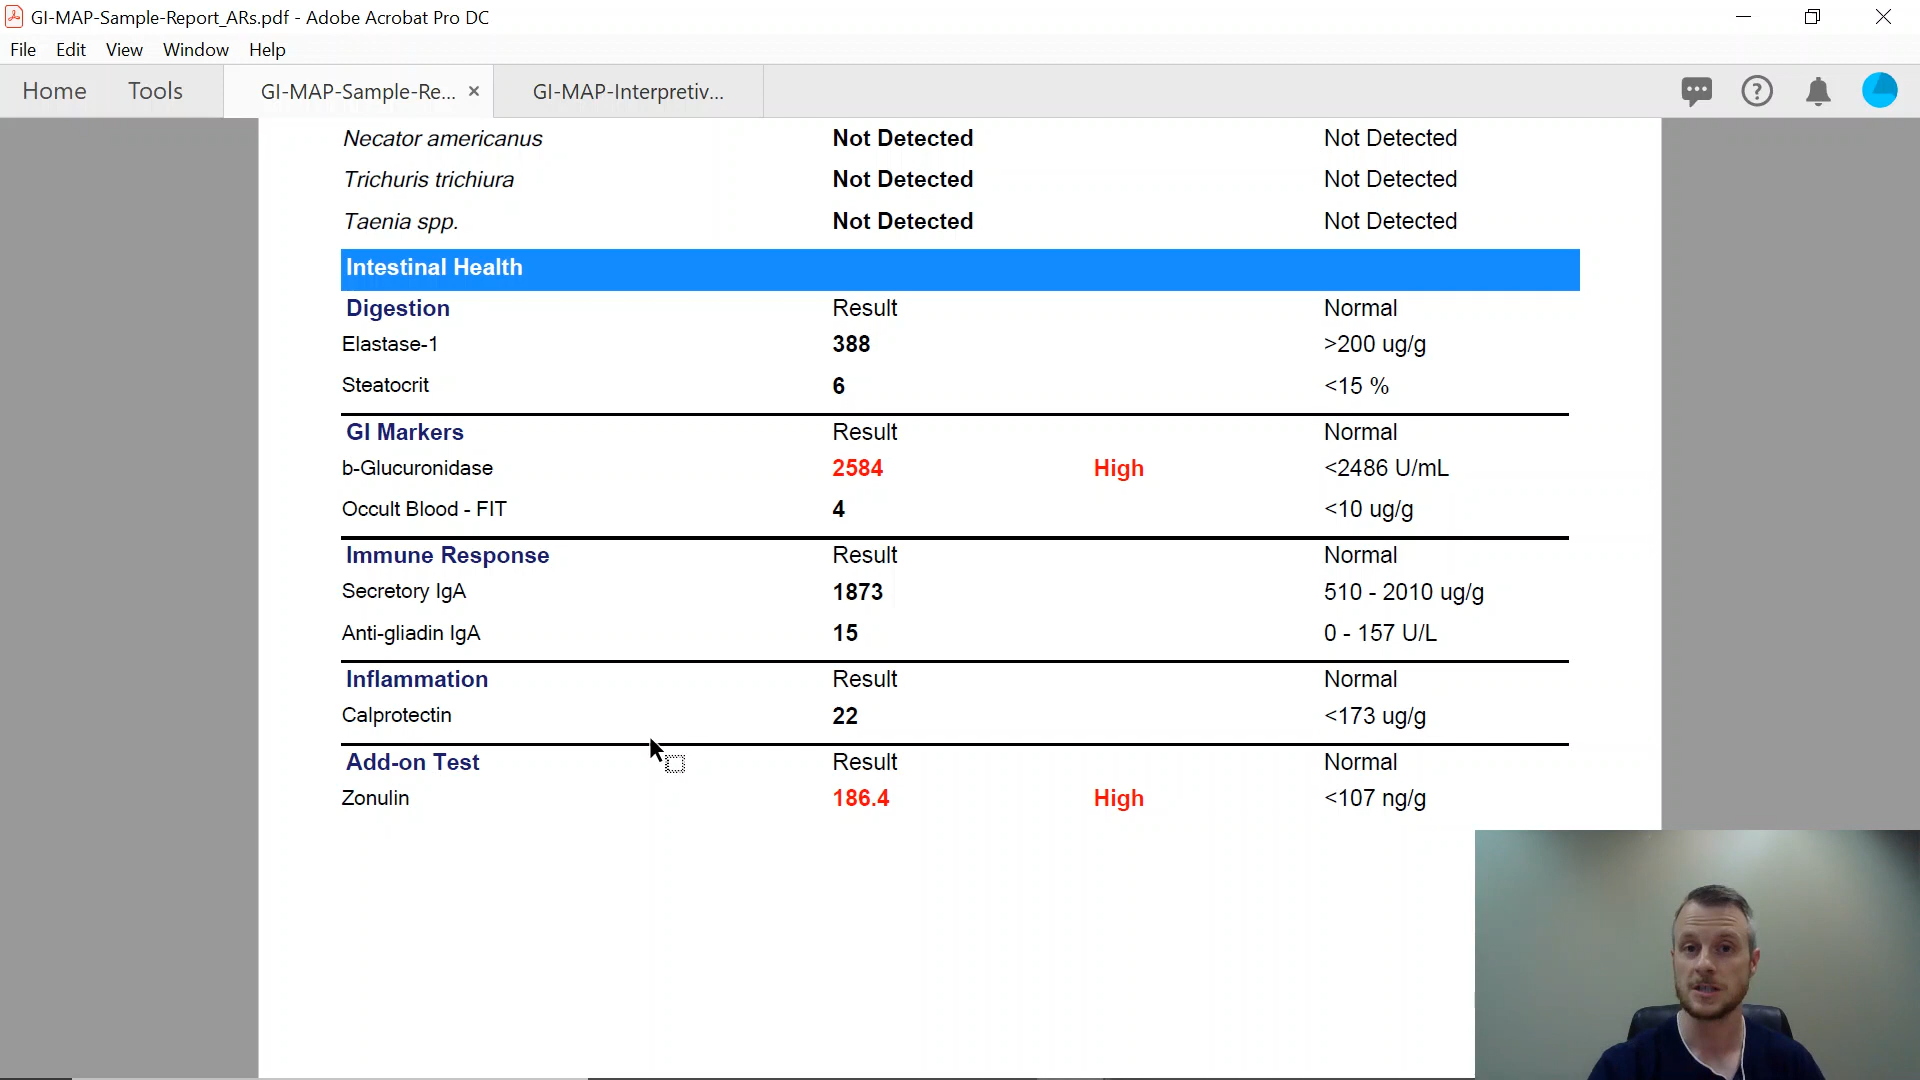 GI-MAP-Sample-Report_ARs.pdf - Adobe Acrobat Pro DC
File Edit View Window Help
Home Tools GI-MAP-Sample-Re... × GI-MAP-Interpretiv...
Necator americanus Not Detected Not Detected
Trichuris trichiura Not Detected Not Detected
Taenia spp. Not Detected Not Detected
Intestinal Health
Digestion Result Normal
Elastase-1 388 >200 ug/g
Steatocrit 6 <15 %
GI Markers Result Normal
b-Glucuronidase 2584 High <2486 U/mL
Occult Blood - FIT 4 <10 ug/g
Immune Response Result Normal
Secretory IgA 1873 510 - 2010 ug/g
Anti-gliadin IgA 15 0 - 157 U/L
Inflammation Result Normal
Calprotectin 22 <173 ug/g
Add-on Test Result Normal
Zonulin 186.4 High <107 ng/g